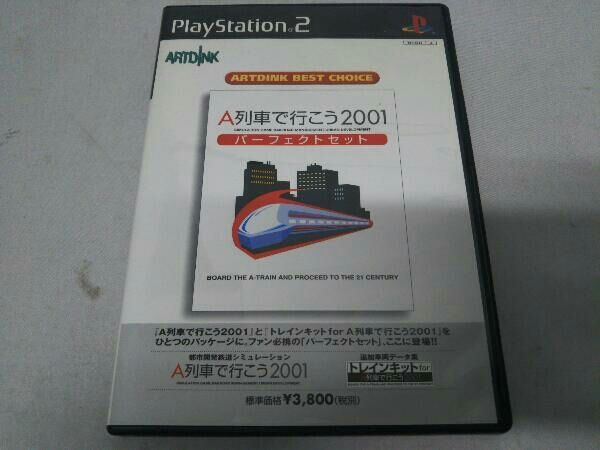 PlayStation®2
ARTDINK
ARTDINK BEST CHOICE
A列車で行こう2001
パーフェクトセット
BOARD THE A-TRAIN AND PROCEED TO THE 21 CENTURY
「A列車で行こう2001」と「トレインキット for A列車で行こう2001」を
ひとつのパッケージに。ファン必携の「パーフェクトセット」、ここに登場!!
都市開発鉄道シミュレーション
A列車で行こう2001
追加車両データ集
トレインキット for
A列車で行こう
標準価格¥3,800(税別)